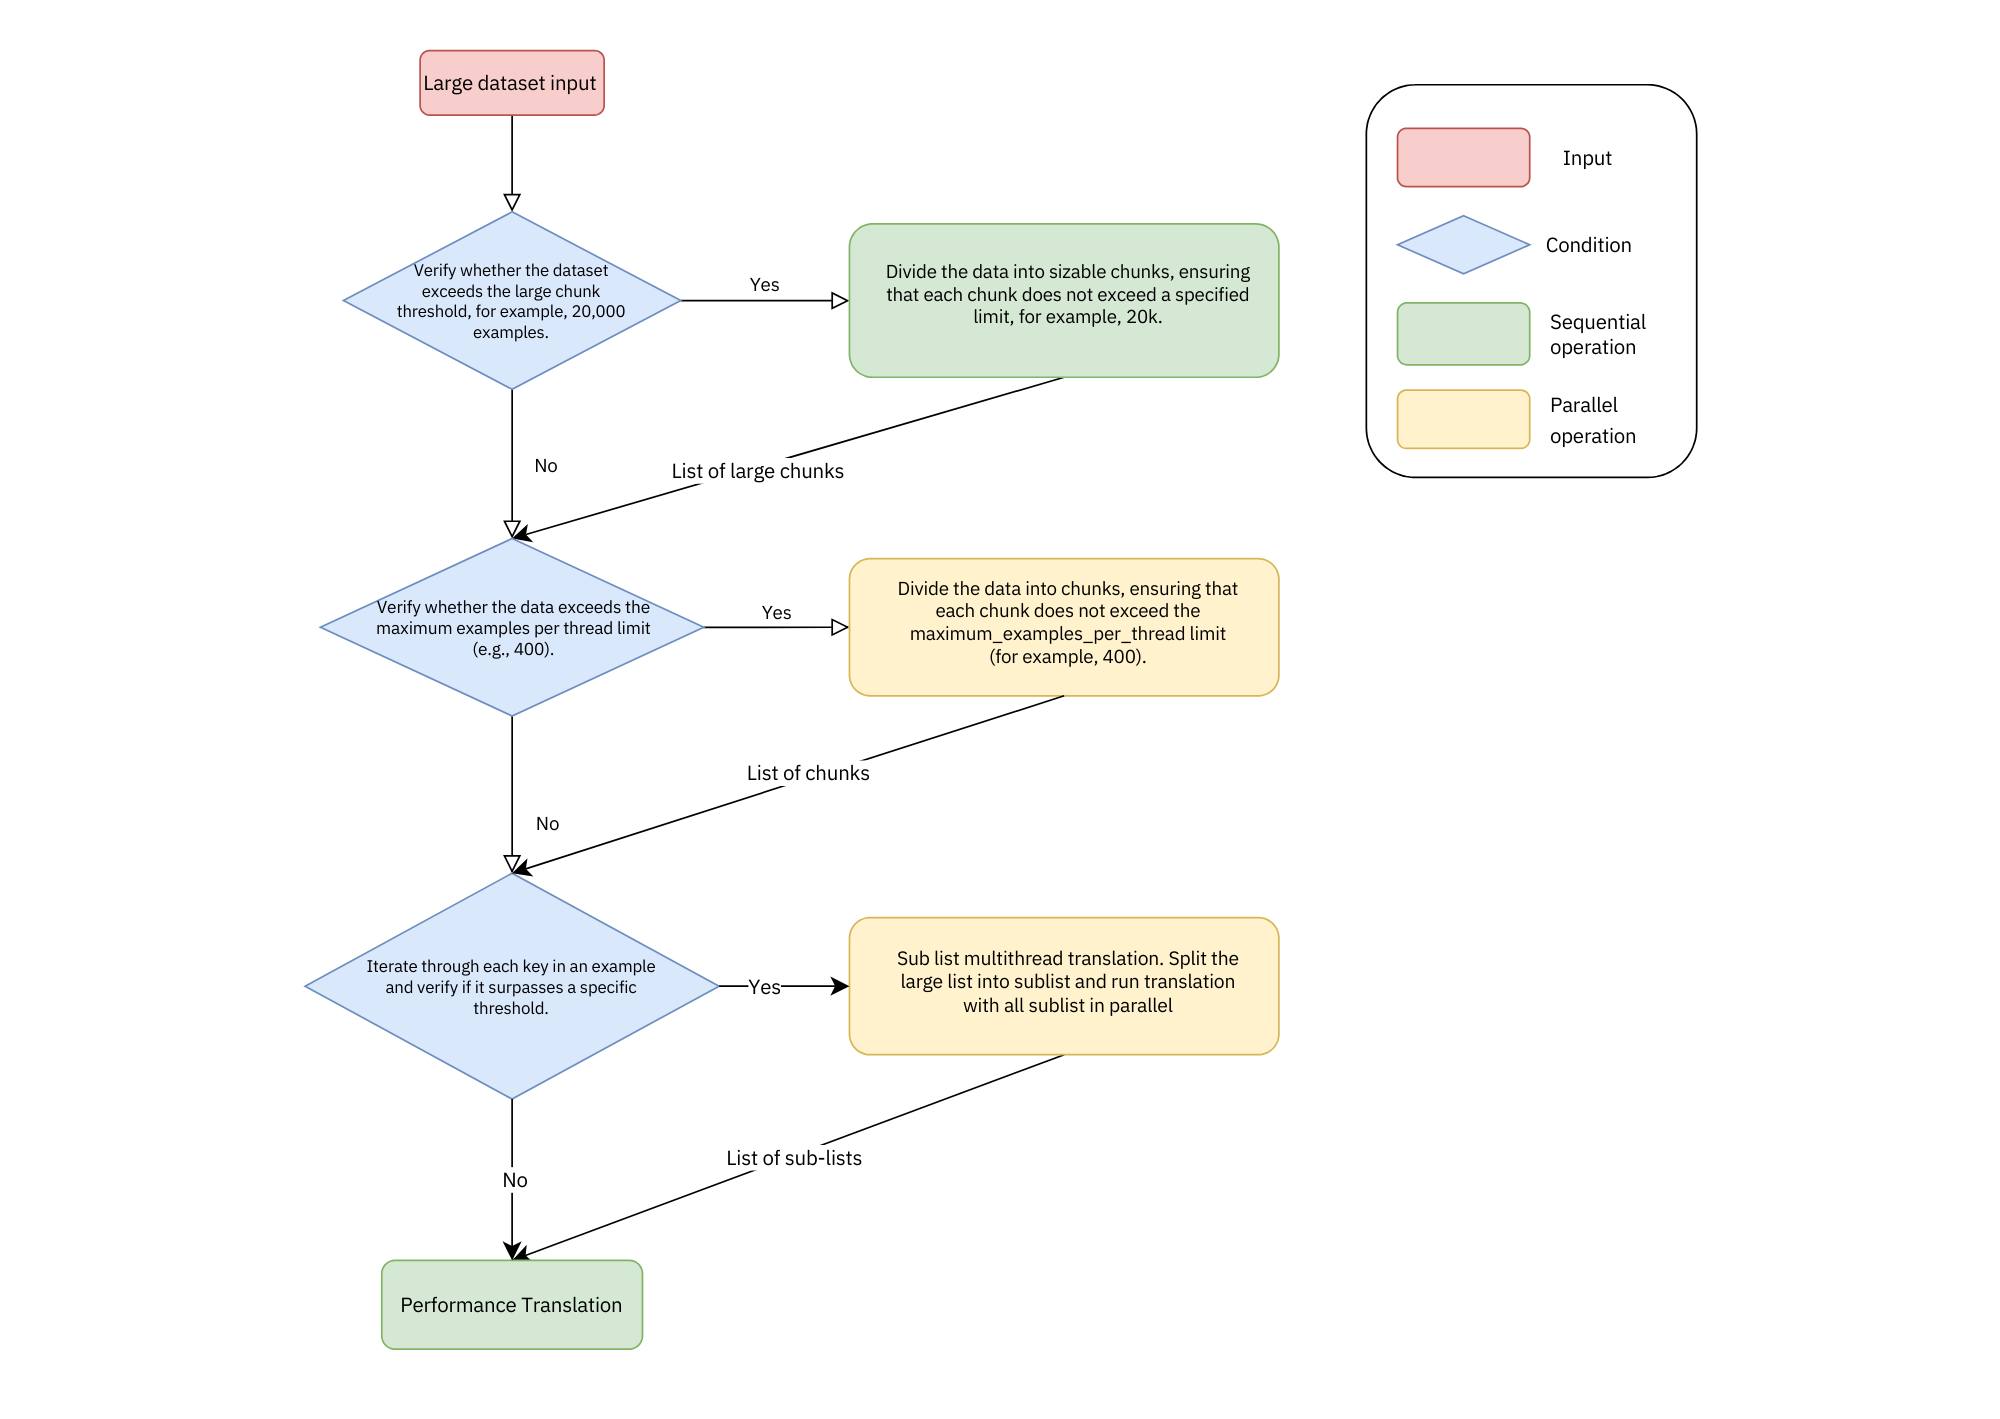 Large dataset input
Verify whether the dataset
exceeds the large chunk
threshold, for example, 20,000
examples.
Yes
Divide the data into sizable chunks, ensuring
that each chunk does not exceed a specified
limit, for example, 20k.
No
List of large chunks
Verify whether the data exceeds the
maximum examples per thread limit
(e.g., 400).
Yes
Divide the data into chunks, ensuring that
each chunk does not exceed the
maximum_examples_per_thread limit
(for example, 400).
List of chunks
No
Iterate through each key in an example
and verify if it surpasses a specific
threshold.
Yes
Sub list multithread translation. Split the
large list into sublist and run translation
with all sublist in parallel
List of sub-lists
No
Performance Translation
Input
Condition
Sequential
operation
Parallel
operation